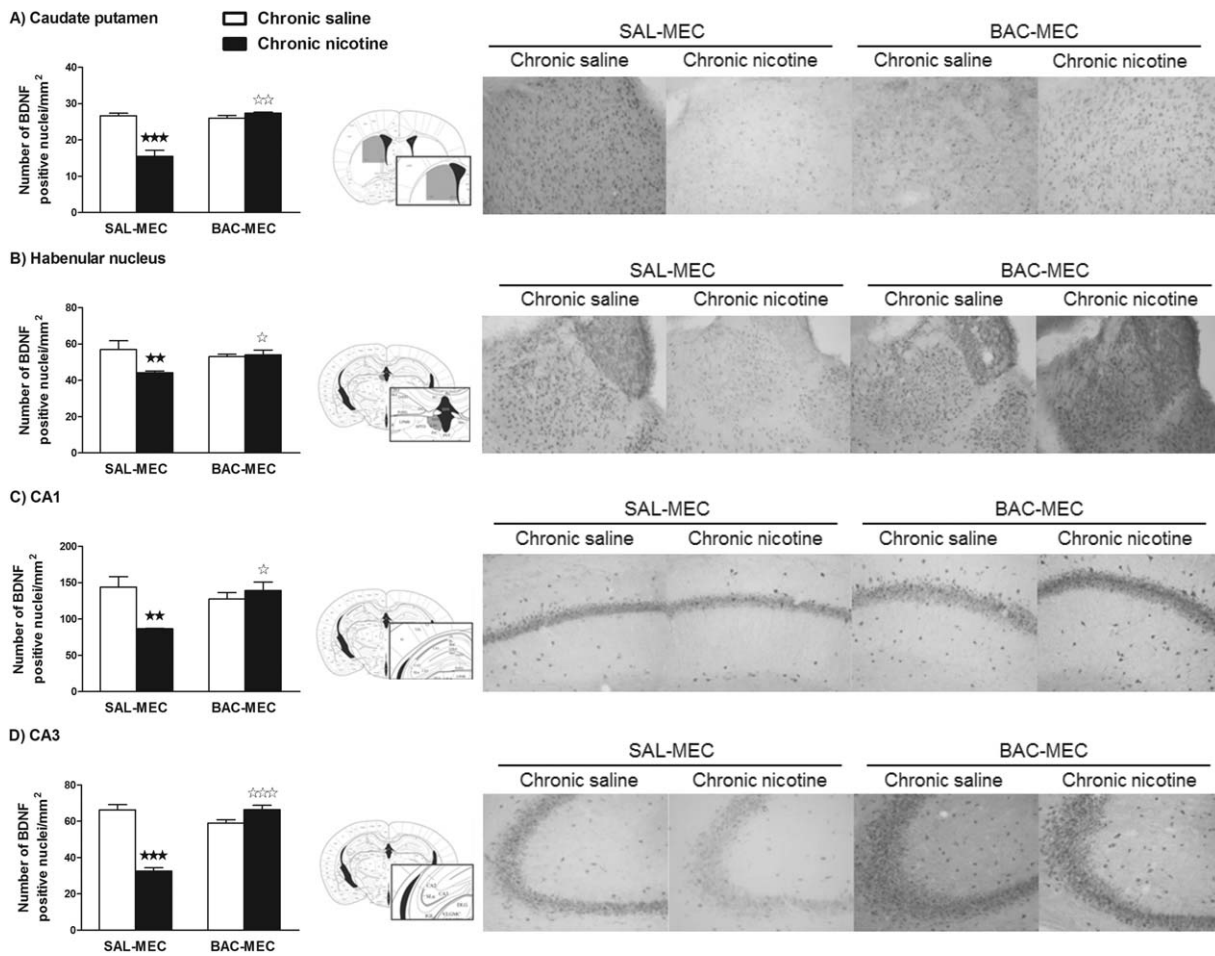 A) Caudate putamen
Chronic saline
Chronic nicotine
SAL-MEC
BAC-MEC
Chronic saline
Chronic nicotine
Chronic saline
Chronic nicotine
Number of BDNF
positive nuclei/mm²
40
30
20
10
0
★★★
☆☆
SAL-MEC
BAC-MEC
B) Habenular nucleus
SAL-MEC
BAC-MEC
Chronic saline
Chronic nicotine
Chronic saline
Chronic nicotine
Number of BDNF
positive nuclei/mm²
80
60
40
20
0
★★
☆
SAL-MEC
BAC-MEC
C) CA1
SAL-MEC
BAC-MEC
Chronic saline
Chronic nicotine
Chronic saline
Chronic nicotine
Number of BDNF
positive nuclei/mm²
200
150
100
50
0
★★
☆
SAL-MEC
BAC-MEC
D) CA3
SAL-MEC
BAC-MEC
Chronic saline
Chronic nicotine
Chronic saline
Chronic nicotine
Number of BDNF
positive nuclei/mm²
80
60
40
20
0
★★★
☆☆☆
SAL-MEC
BAC-MEC
CA3